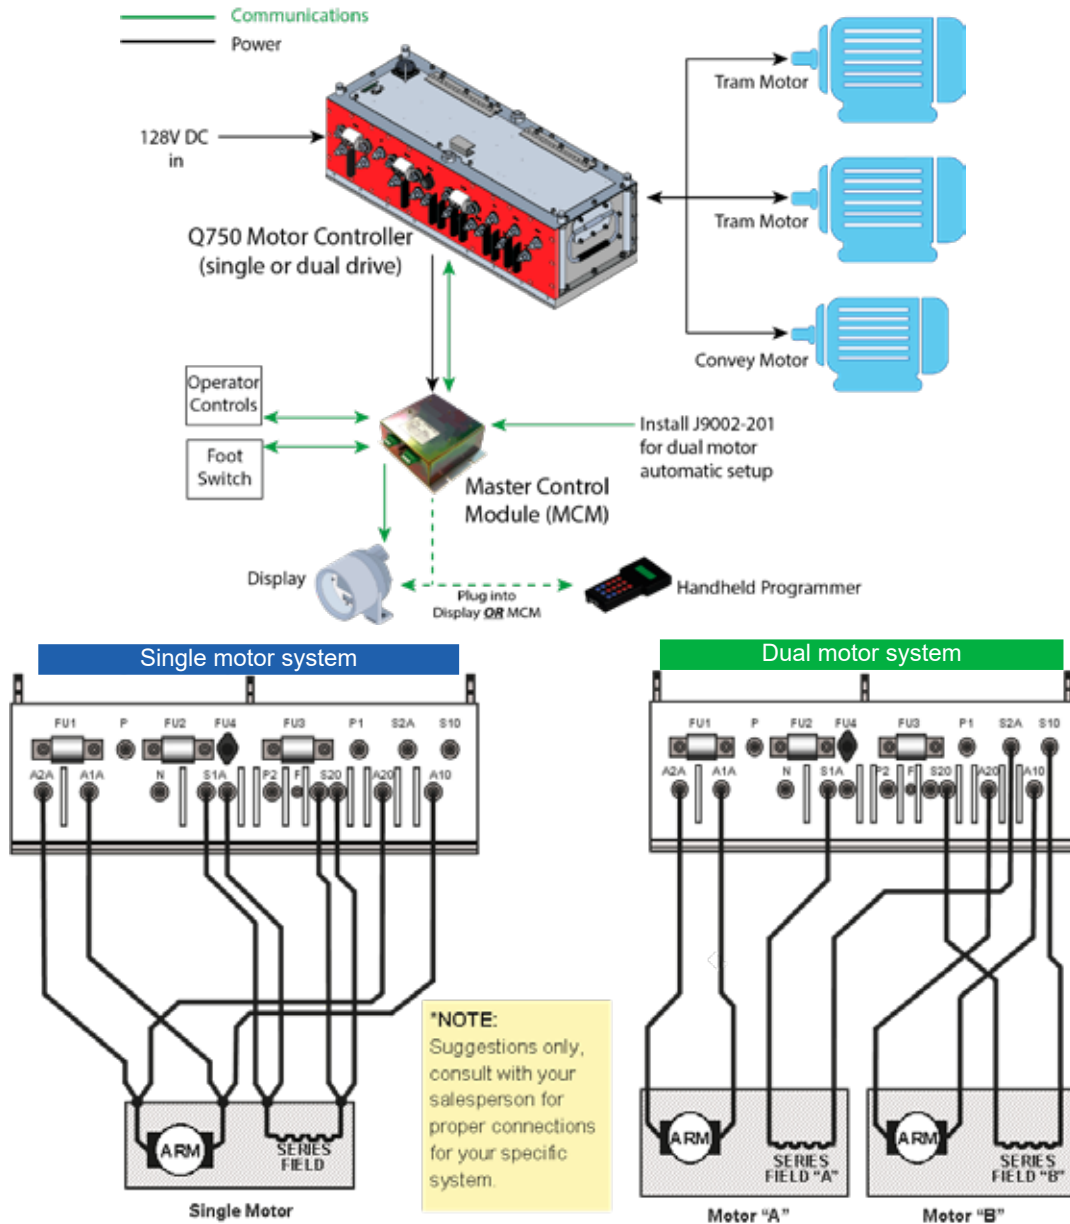 Communications
Power
128V DC
in
Tram Motor
Tram Motor
Convey Motor
Q750 Motor Controller
(single or dual drive)
Operator
Controls
Foot
Switch
Install J9002-201
for dual motor
automatic setup
Master Control
Module (MCM)
Display
Plug into
Display OR MCM
Handheld Programmer
Single motor system
FU1 P FU2 FU4 FU3 P1 S2A S10
A2A A1A N S1A P2 F S20 A20 A10
ARM
SERIES
FIELD
Single Motor
*NOTE:
Suggestions only,
consult with your
salesperson for
proper connections
for your specific
system.
Dual motor system
FU1 P FU2 FU4 FU3 P1 S2A S10
A2A A1A N S1A P2 F S20 A20 A10
ARM
SERIES
FIELD "A"
Motor "A"
ARM
SERIES
FIELD "B"
Motor "B"